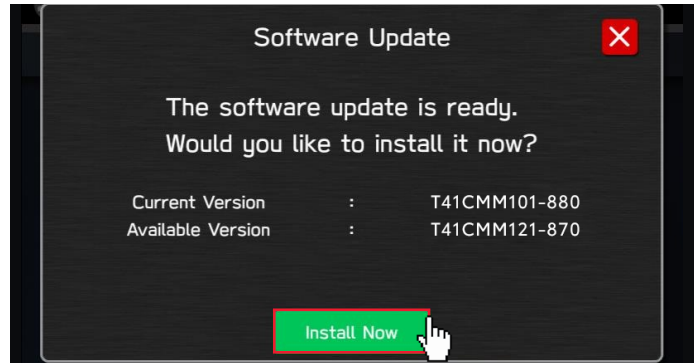 Software Update
The software update is ready.
Would you like to install it now?
Current Version : T41CMM101-880
Available Version : T41CMM121-870
Install Now